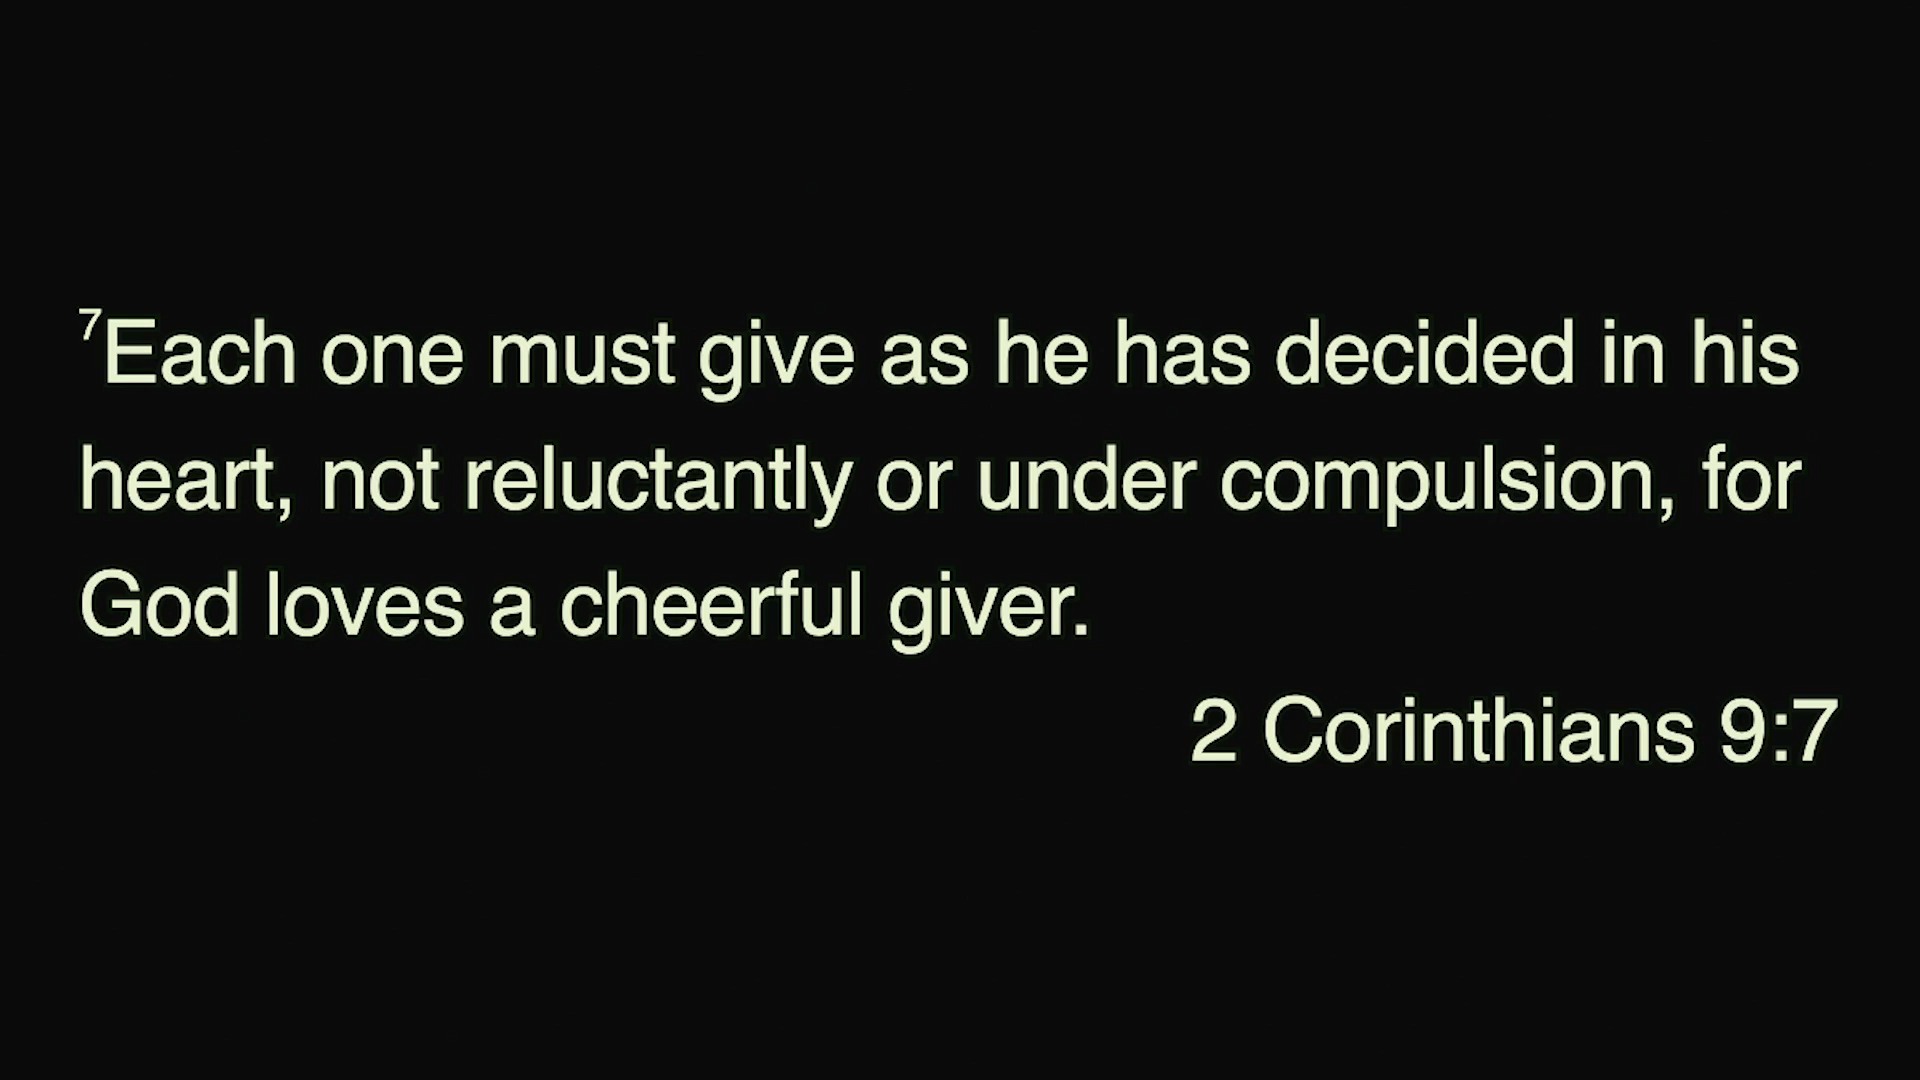 ⁷Each one must give as he has decided in his
heart, not reluctantly or under compulsion, for
God loves a cheerful giver.
2 Corinthians 9:7